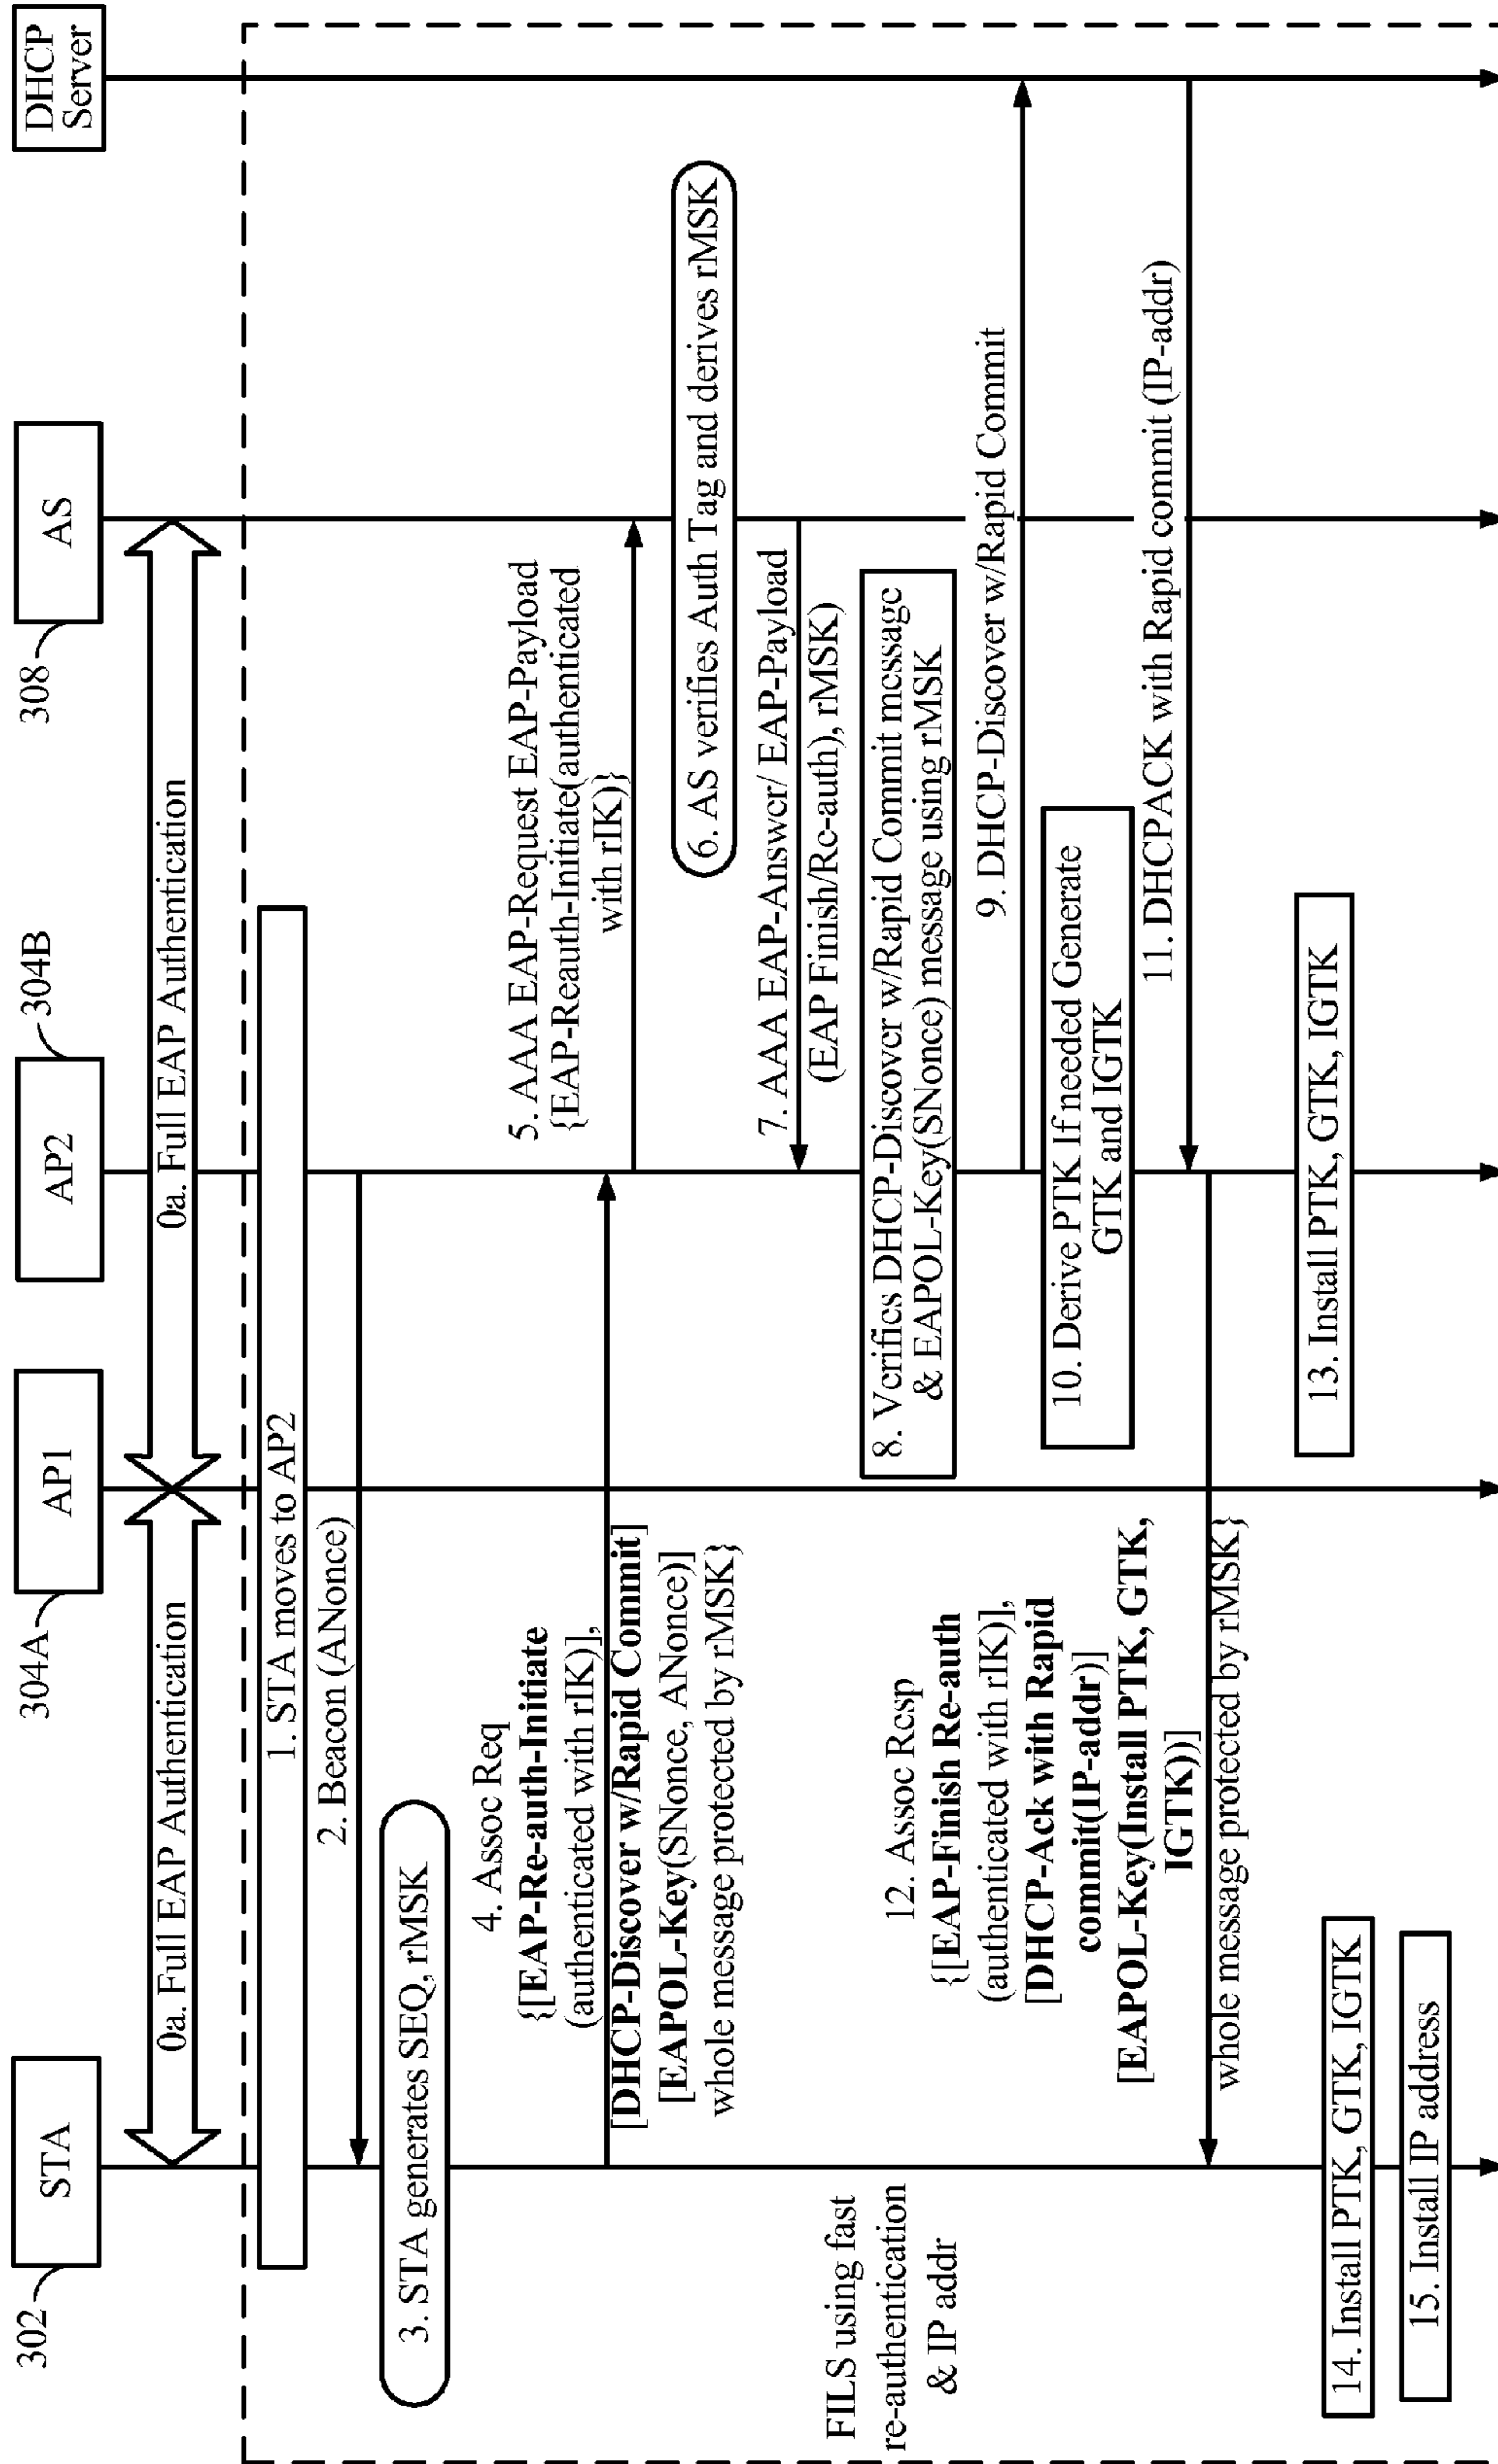 302
STA
304A
AP1
AP2
304B
308
AS
DHCP
Server
0a. Full EAP Authentication
0a. Full EAP Authentication
1. STA moves to AP2
2. Beacon (ANonce)
3. STA generates SEQ, rMSK
4. Assoc Req
{[EAP-Re-auth-Initiate
(authenticated with rIK)],
[DHCP-Discover w/Rapid Commit]
[EAPOL-Key(SNonce, ANonce)]
whole message protected by rMSK}
5. AAA EAP-Request EAP-Payload
{EAP-Reauth-Initiate(authenticated
with rIK)}
6. AS verifies Auth Tag and derives rMSK
7. AAA EAP-Answer/ EAP-Payload
(EAP Finish/Re-auth), rMSK)
8. Verifies DHCP-Discover w/Rapid Commit message
& EAPOL-Key(SNonce) message using rMSK
9. DHCP-Discover w/Rapid Commit
10. Derive PTK If needed Generate
GTK and IGTK
11. DHCPACK with Rapid commit (IP-addr)
12. Assoc Resp
{[EAP-Finish Re-auth
(authenticated with rIK)],
[DHCP-Ack with Rapid
commit(IP-addr)]
[EAPOL-Key(Install PTK, GTK,
IGTK))]
whole message protected by rMSK}
FILS using fast
re-authentication
& IP addr
13. Install PTK, GTK, IGTK
14. Install PTK, GTK, IGTK
15. Install IP address